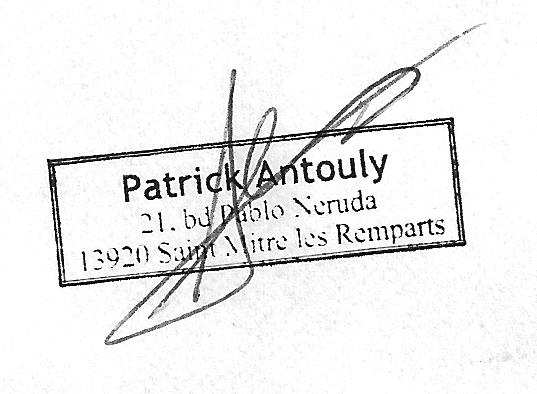 Patrick Antouly
21. bd Pablo Neruda
13920 Saint Mitre les Remparts